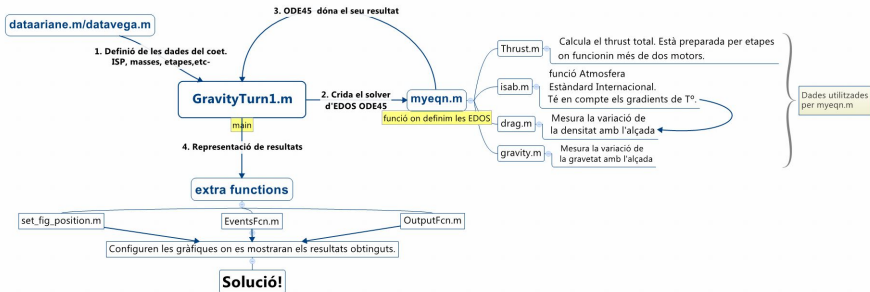 dataariane.m/datavega.m
3. ODE45 dóna el seu resultat
1. Definió de les dades del coet.
ISP, masses, etapes,etc-
GravityTurn1.m
main
2. Crida el solver
d'EDOS ODE45
myeqn.m
funció on definim les EDOS
Thrust.m
Calcula el thrust total. Està preparada per etapes
on funcionin més de dos motors.
isab.m
funció Atmosfera
Estàndard Internacional.
Té en compte els gradients de Tº.
drag.m
Mesura la variació de
la densitat amb l'alçada
gravity.m
Mesura la variació de
la gravetat amb l'alçada
Dades utilitzades
per myeqn.m
4. Representació de resultats
extra functions
set_fig_position.m
EventsFcn.m
OutputFcn.m
Configuren les gràfiques on es mostraran els resultats obtinguts.
Solució!